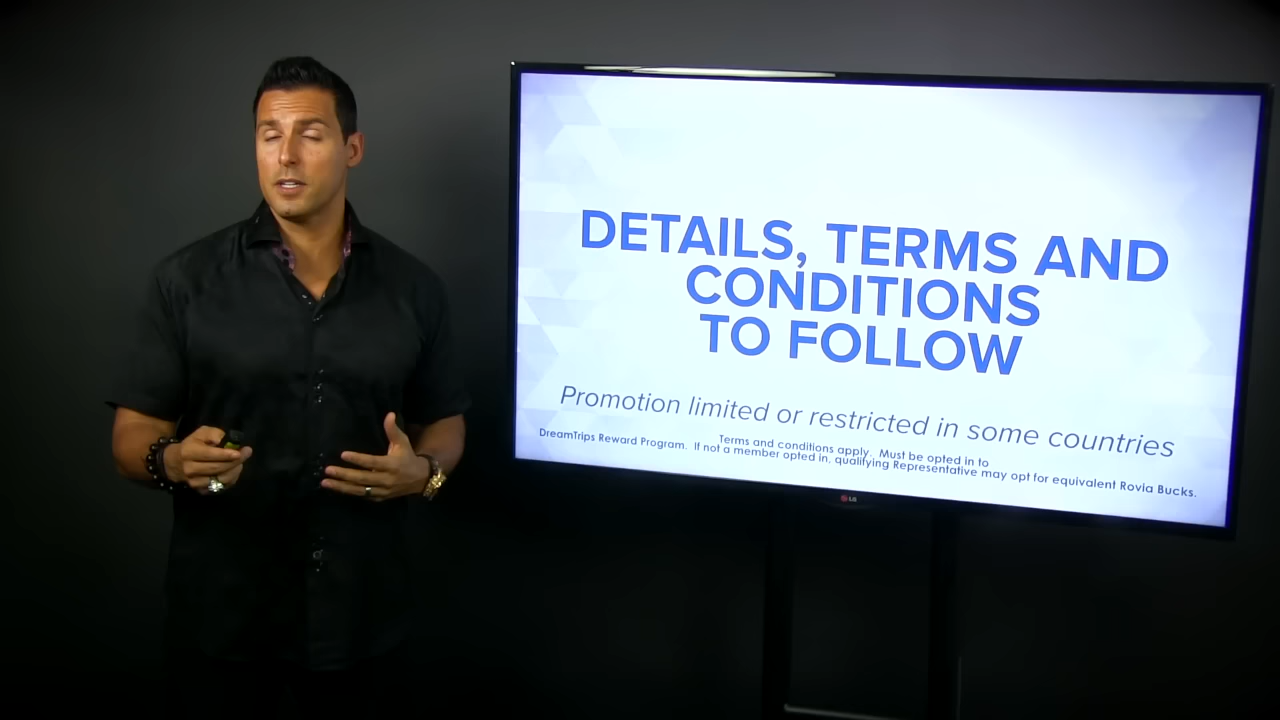 DETAILS, TERMS AND
CONDITIONS
TO FOLLOW
Promotion limited or restricted in some countries
Terms and conditions apply. Must be opted in to
DreamTrips Reward Program. If not a member opted in, qualifying Representative may opt for equivalent Rovia Bucks.
LG